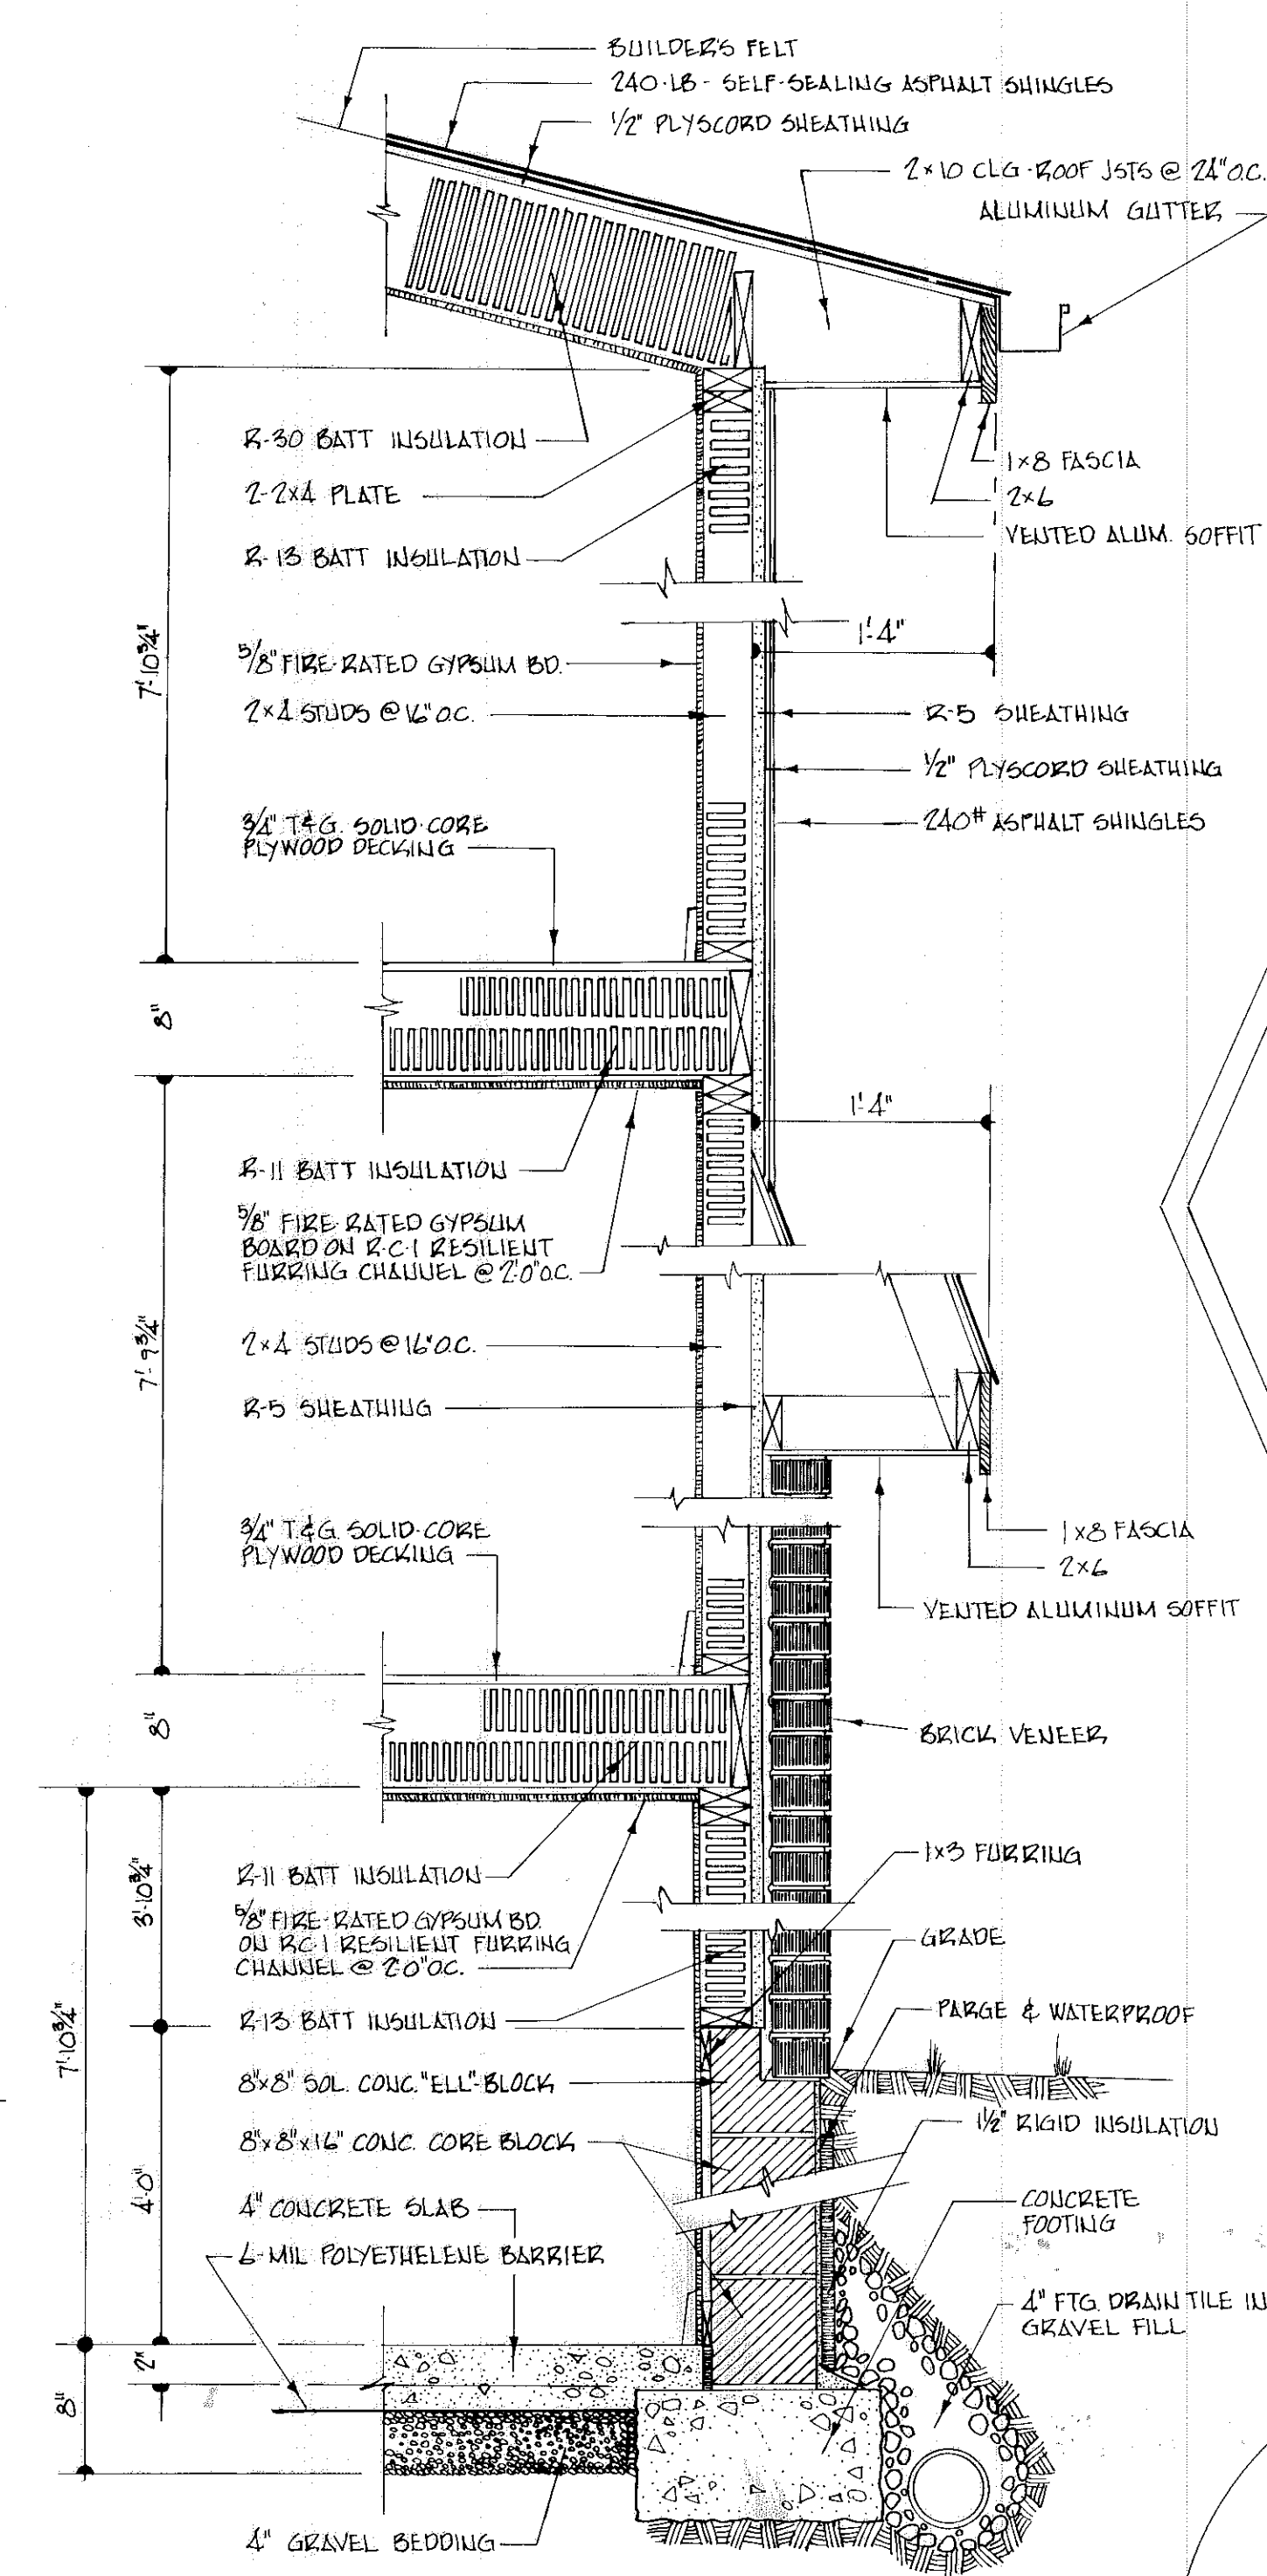 BUILDER'S FELT
240-LB - SELF-SEALING ASPHALT SHINGLES
1/2" PLYSCORD SHEATHING
2×10 CLG-ROOF JSTS @ 24" O.C.
ALUMINUM GUTTER
R-30 BATT INSULATION
2-2×4 PLATE
R-13 BATT INSULATION
1×8 FASCIA
2×6
VENTED ALUM. SOFFIT
1'-4"
7'-10 3/4"
5/8" FIRE-RATED GYPSUM BD.
2×4 STUDS @ 16" O.C.
R-5 SHEATHING
1/2" PLYSCORD SHEATHING
240# ASPHALT SHINGLES
3/4" T&G. SOLID-CORE
PLYWOOD DECKING
8"
1'-4"
R-11 BATT INSULATION
5/8" FIRE-RATED GYPSUM
BOARD ON R-C-1 RESILIENT
FURRING CHANNEL @ 2'0" O.C.
7'-9 3/4"
2×4 STUDS @ 16" O.C.
R-5 SHEATHING
3/4" T.&G. SOLID-CORE
PLYWOOD DECKING
1×8 FASCIA
2×6
VENTED ALUMINUM SOFFIT
8"
BRICK VENEER
R-11 BATT INSULATION
5/8" FIRE-RATED GYPSUM BD.
ON RC-1 RESILIENT FURRING
CHANNEL @ 2'0" O.C.
3'-10 3/4"
1×3 FURRING
GRADE
R-13 BATT INSULATION
PARGE & WATERPROOF
7'-10 3/4"
8"×8" SOL. CONC. "ELL"-BLOCK
8"×8"×16" CONC. CORE BLOCK
1 1/2" RIGID INSULATION
4'-0"
4" CONCRETE SLAB
6-MIL POLYETHELENE BARRIER
CONCRETE
FOOTING
4" FTG. DRAIN TILE IN
GRAVEL FILL
2"
8"
4" GRAVEL BEDDING